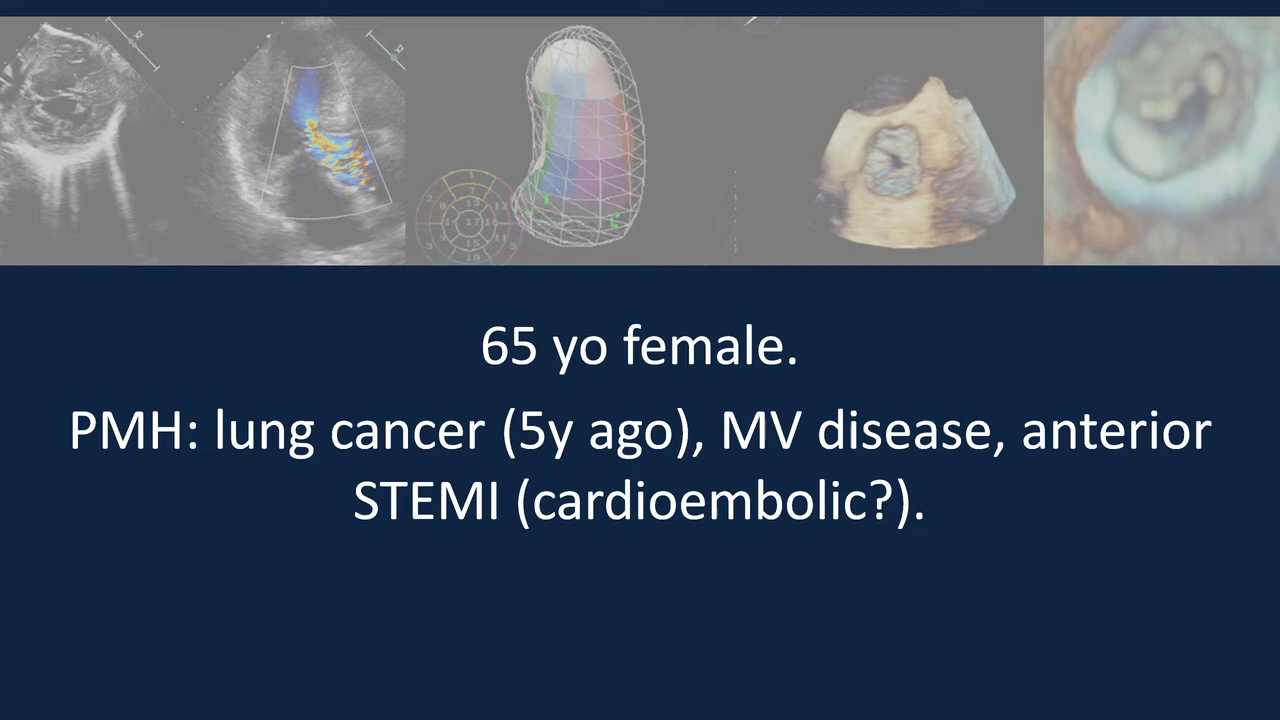 65 yo female.
PMH: lung cancer (5y ago), MV disease, anterior
STEMI (cardioembolic?).